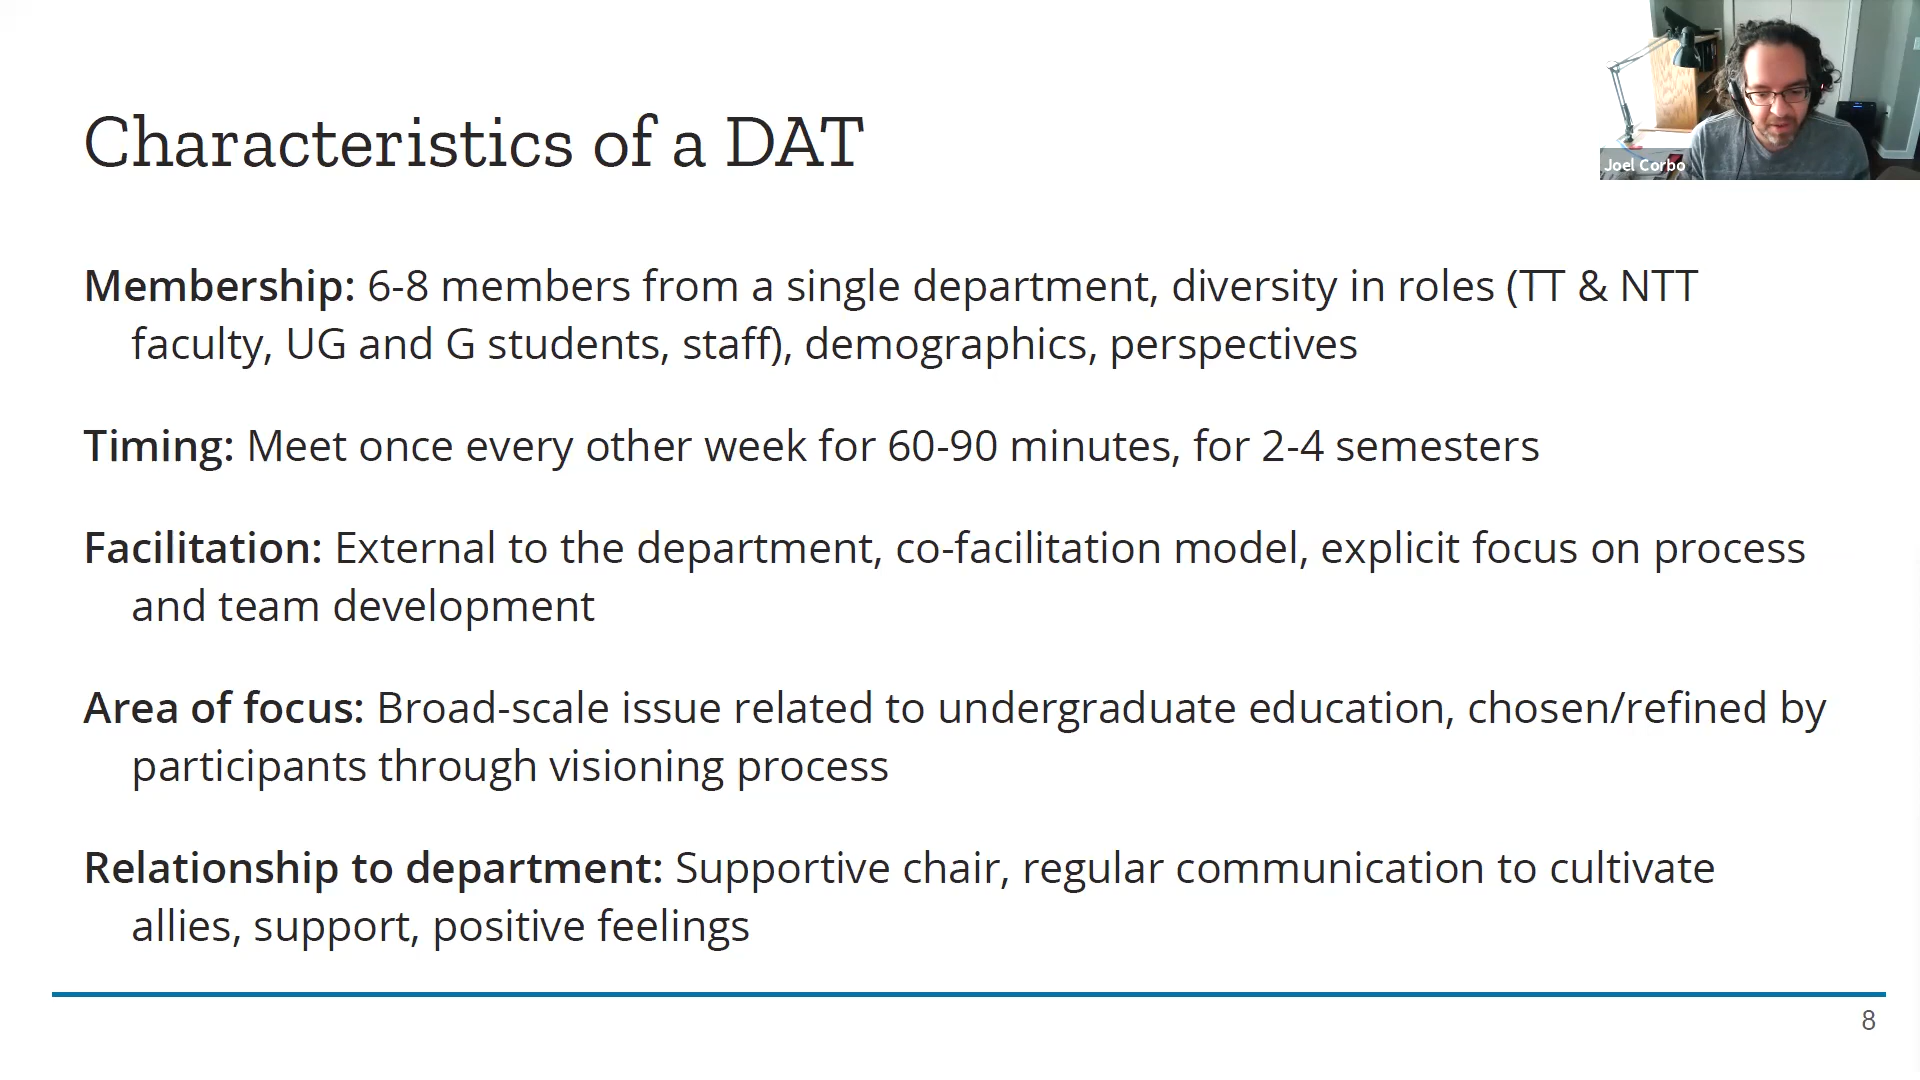 Characteristics of a DAT
Joel Corbo
Membership: 6-8 members from a single department, diversity in roles (TT & NTT
faculty, UG and G students, staff), demographics, perspectives
Timing: Meet once every other week for 60-90 minutes, for 2-4 semesters
Facilitation: External to the department, co-facilitation model, explicit focus on process
and team development
Area of focus: Broad-scale issue related to undergraduate education, chosen/refined by
participants through visioning process
Relationship to department: Supportive chair, regular communication to cultivate
allies, support, positive feelings
8